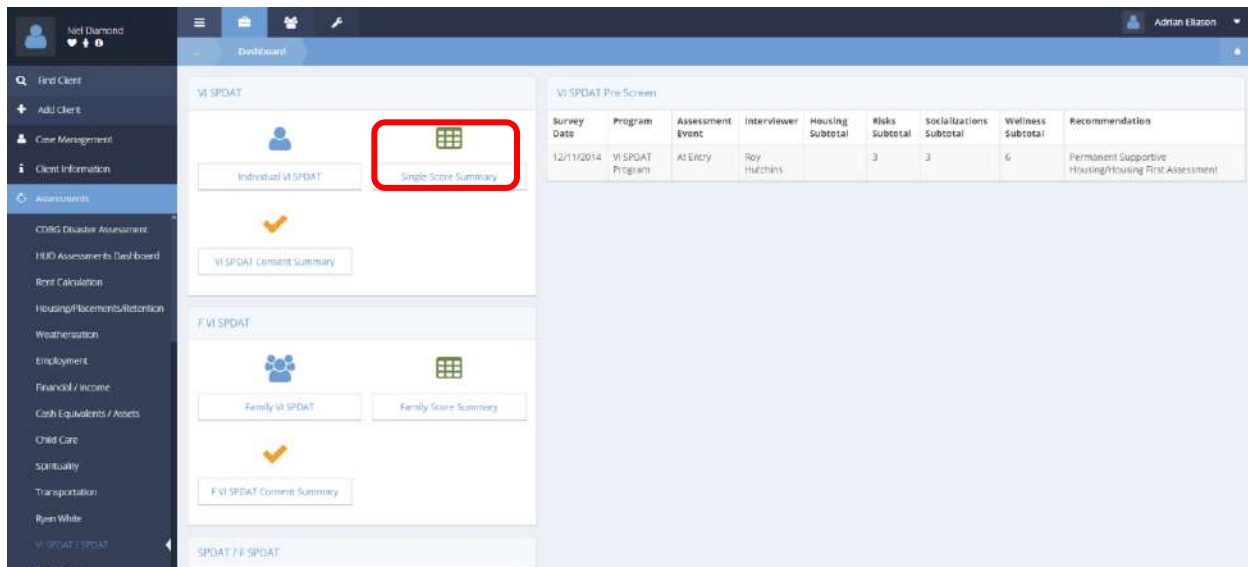 Niel Diamond
Adrian Eliason
Dashboard
Find Client
Add Client
Case Management
Client Information
Assessments
CDBG Disaster Assessment
HUD Assessments Dashboard
Rent Calculation
Housing/Placements/Retention
Weatherization
Employment
Financial / Income
Cash Equivalents / Assets
Child Care
Spirituality
Transportation
Ryan White
VI SPDAT / SPDAT
VI SPDAT
Individual VI SPDAT
Single Score Summary
VI SPDAT Consent Summary
F VI SPDAT
Family VI SPDAT
Family Score Summary
F VI SPDAT Consent Summary
SPDAT / F SPDAT
VI SPDAT Pre Screen
Survey Date Program Assessment Event Interviewer Housing Subtotal Risks Subtotal Socializations Subtotal Wellness Subtotal Recommendation
12/11/2014 VI SPDAT Program At Entry Roy Hutchins 3 3 6 Permanent Supportive Housing/Housing First Assessment